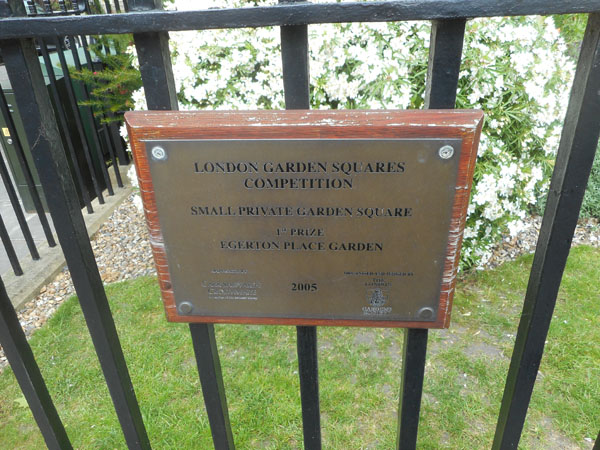 LONDON GARDEN SQUARES
COMPETITION
SMALL PRIVATE GARDEN SQUARE
1ST PRIZE
EGERTON PLACE GARDEN
2005